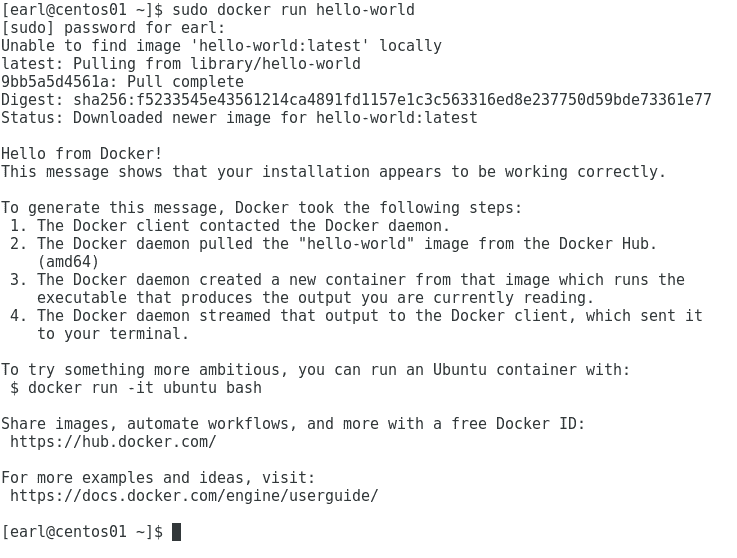 [earl@centos01 ~]$ sudo docker run hello-world
[sudo] password for earl:
Unable to find image 'hello-world:latest' locally
latest: Pulling from library/hello-world
9bb5a5d4561a: Pull complete
Digest: sha256:f5233545e43561214ca4891fd1157e1c3c563316ed8e237750d59bde73361e77
Status: Downloaded newer image for hello-world:latest

Hello from Docker!
This message shows that your installation appears to be working correctly.

To generate this message, Docker took the following steps:
 1. The Docker client contacted the Docker daemon.
 2. The Docker daemon pulled the "hello-world" image from the Docker Hub.
    (amd64)
 3. The Docker daemon created a new container from that image which runs the
    executable that produces the output you are currently reading.
 4. The Docker daemon streamed that output to the Docker client, which sent it
    to your terminal.

To try something more ambitious, you can run an Ubuntu container with:
 $ docker run -it ubuntu bash

Share images, automate workflows, and more with a free Docker ID:
 https://hub.docker.com/

For more examples and ideas, visit:
 https://docs.docker.com/engine/userguide/

[earl@centos01 ~]$